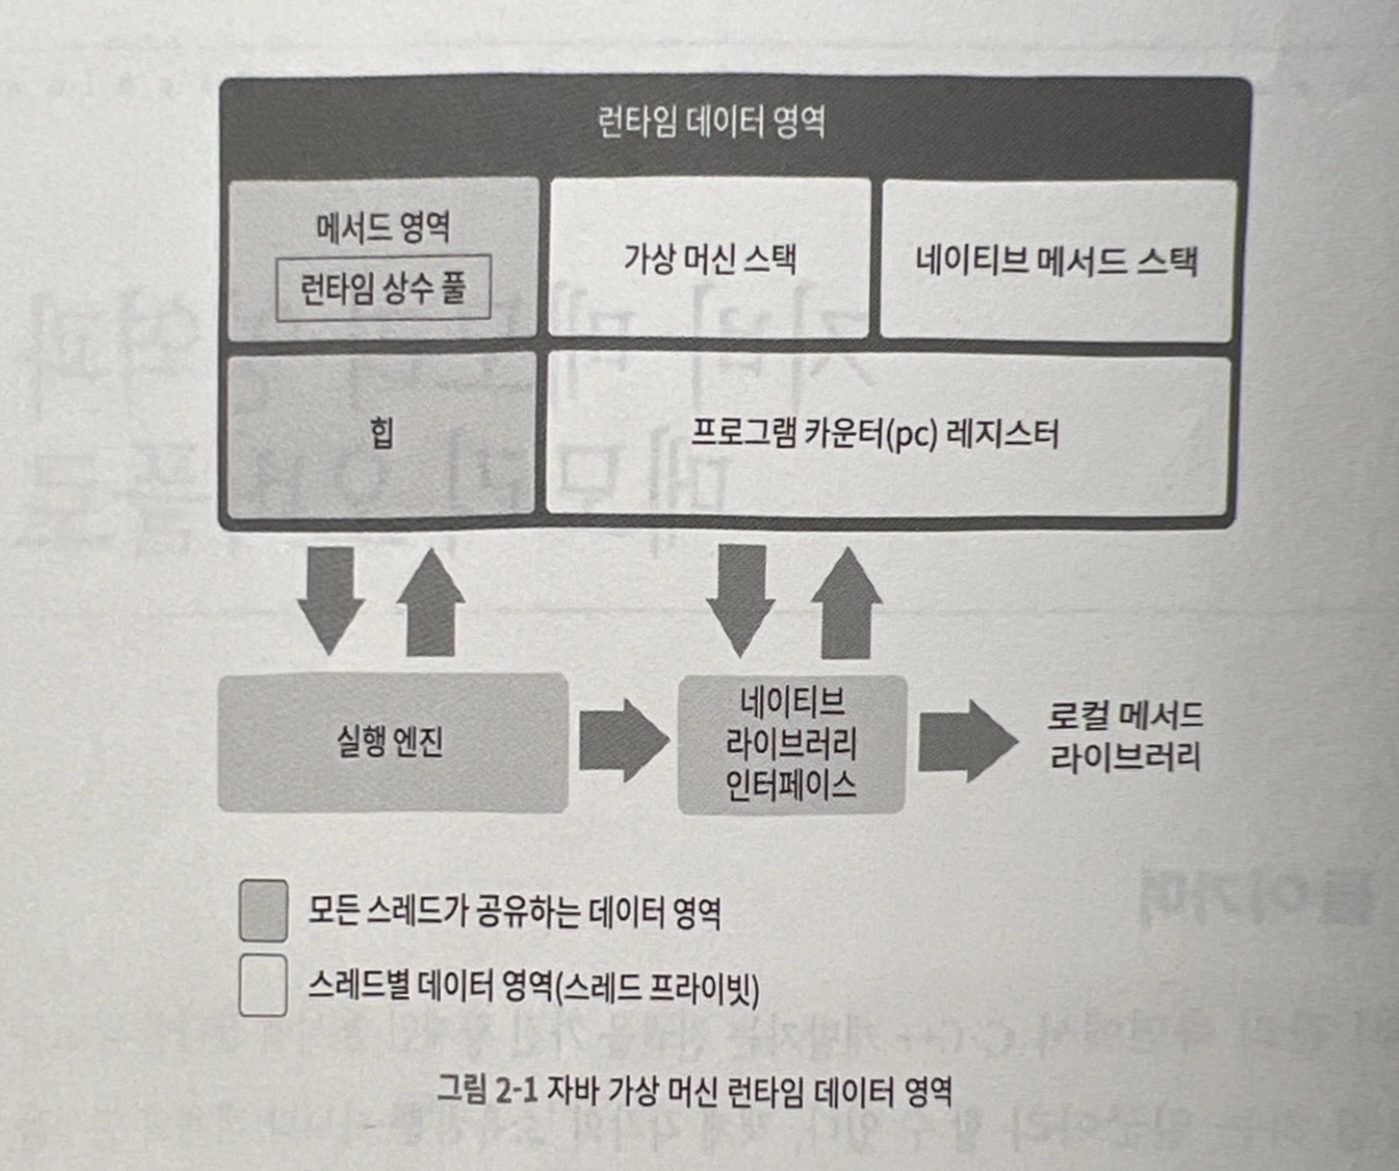 런타임 데이터 영역
메서드 영역
런타임 상수 풀
가상 머신 스택
네이티브 메서드 스택
힙
프로그램 카운터(pc) 레지스터
실행 엔진
네이티브
라이브러리
인터페이스
로컬 메서드
라이브러리
모든 스레드가 공유하는 데이터 영역
스레드별 데이터 영역(스레드 프라이빗)
그림 2-1 자바 가상 머신 런타임 데이터 영역